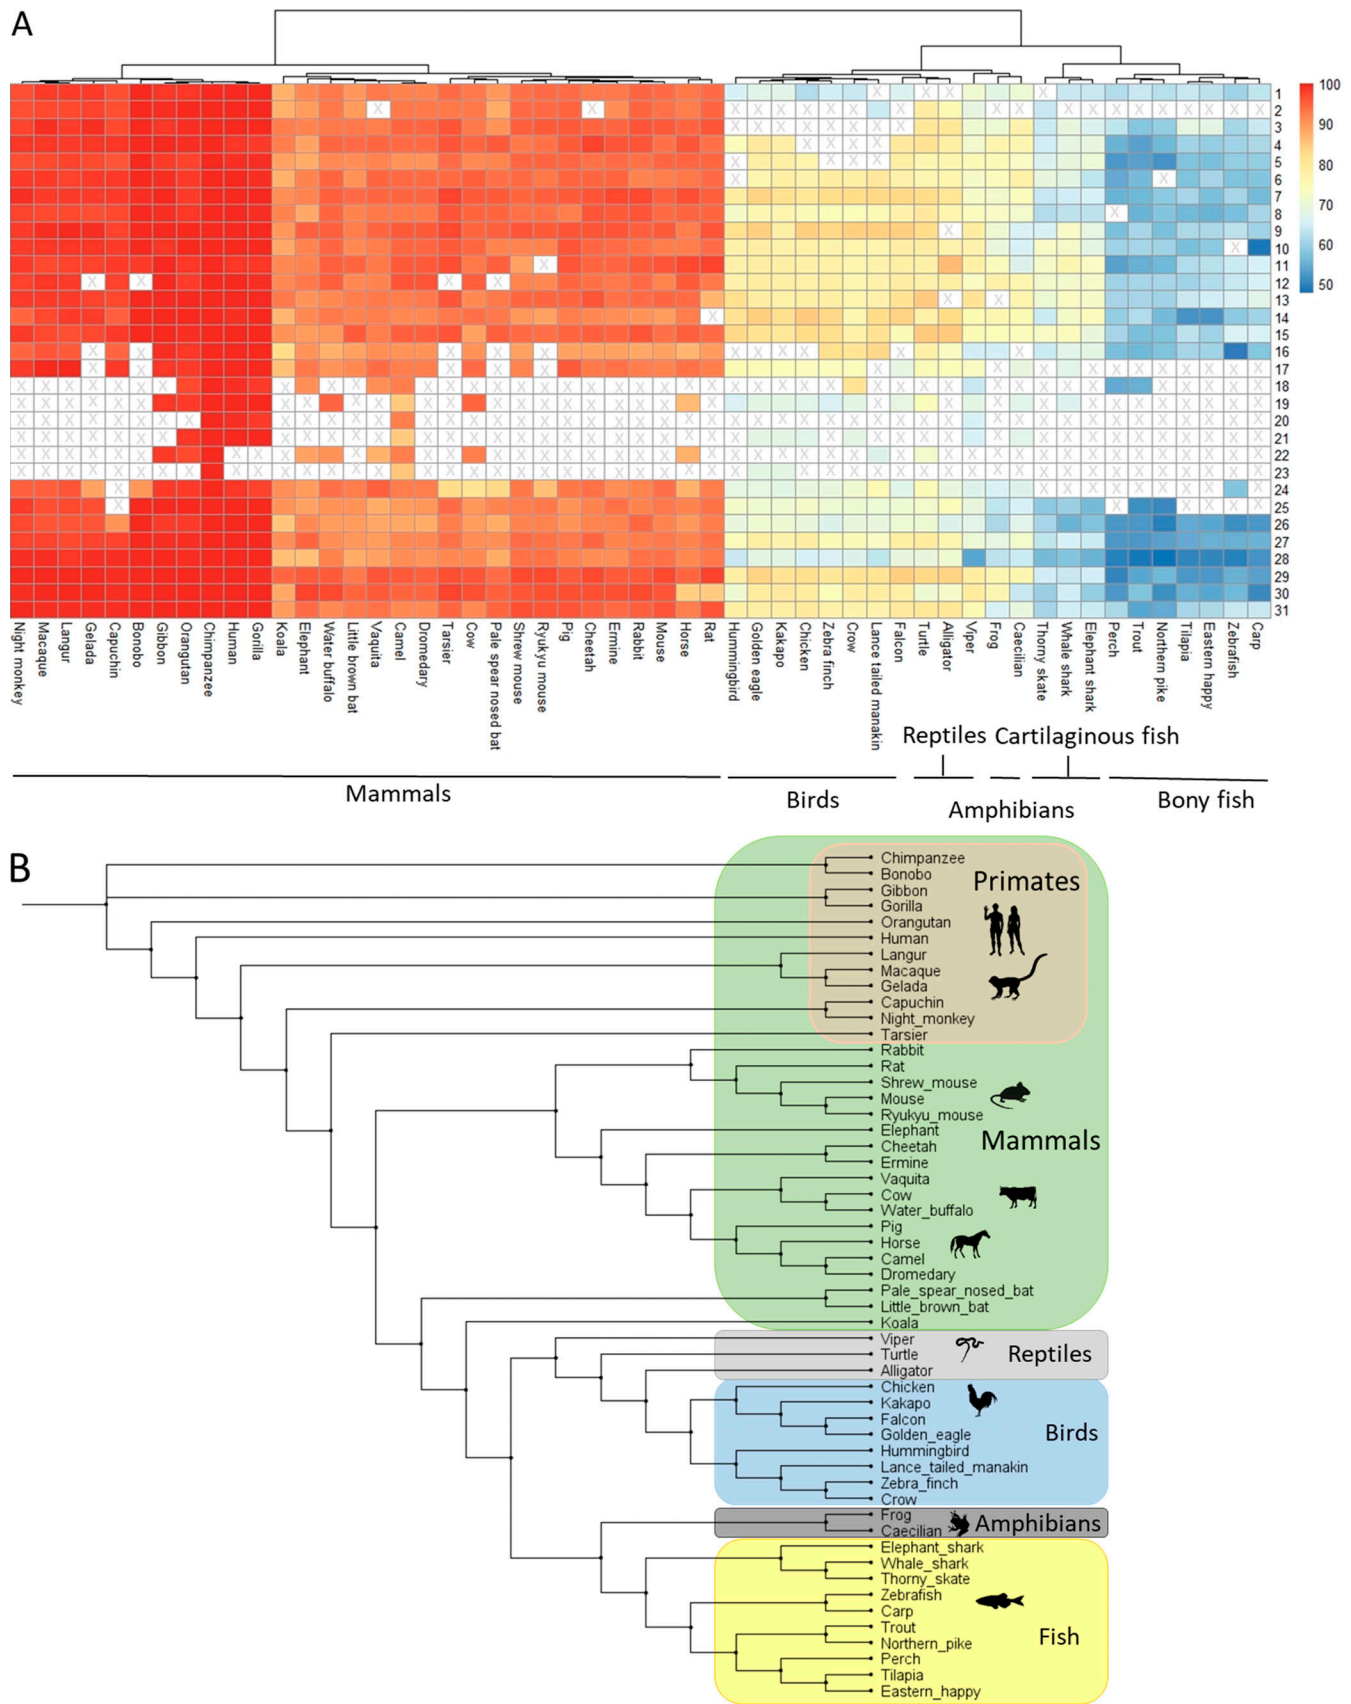 A
100
90
80
70
60
50
1
2
3
4
5
6
7
8
9
10
11
12
13
14
15
16
17
18
19
20
21
22
23
24
25
26
27
28
29
30
31
Night monkey
Macaque
Langur
Gelada
Capuchin
Bonobo
Gibbon
Orangutan
Chimpanzee
Human
Gorilla
Koala
Elephant
Water buffalo
Little brown bat
Vaquita
Camel
Dromedary
Tarsier
Cow
Pale spear nosed bat
Shrew mouse
Ryukyu mouse
Pig
Cheetah
Ermine
Rabbit
Mouse
Horse
Rat
Hummingbird
Golden eagle
Kakapo
Chicken
Zebra finch
Crow
Lance tailed manakin
Falcon
Turtle
Alligator
Viper
Frog
Caecilian
Thorny skate
Whale shark
Elephant shark
Perch
Trout
Northern pike
Tilapia
Eastern happy
Zebrafish
Carp
Reptiles Cartilaginous fish
Mammals
Birds
Amphibians
Bony fish
B
Chimpanzee
Bonobo
Primates
Gibbon
Gorilla
Orangutan
Human
Langur
Macaque
Gelada
Capuchin
Night_monkey
Tarsier
Rabbit
Rat
Shrew_mouse
Mouse
Ryukyu_mouse
Elephant
Mammals
Cheetah
Ermine
Vaquita
Cow
Water_buffalo
Pig
Horse
Camel
Dromedary
Pale_spear_nosed_bat
Little_brown_bat
Koala
Viper
Turtle
Reptiles
Alligator
Chicken
Kakapo
Falcon
Golden_eagle
Birds
Hummingbird
Lance_tailed_manakin
Zebra_finch
Crow
Frog
Amphibians
Caecilian
Elephant_shark
Whale_shark
Thorny_skate
Zebrafish
Carp
Trout
Fish
Northern_pike
Perch
Tilapia
Eastern_happy